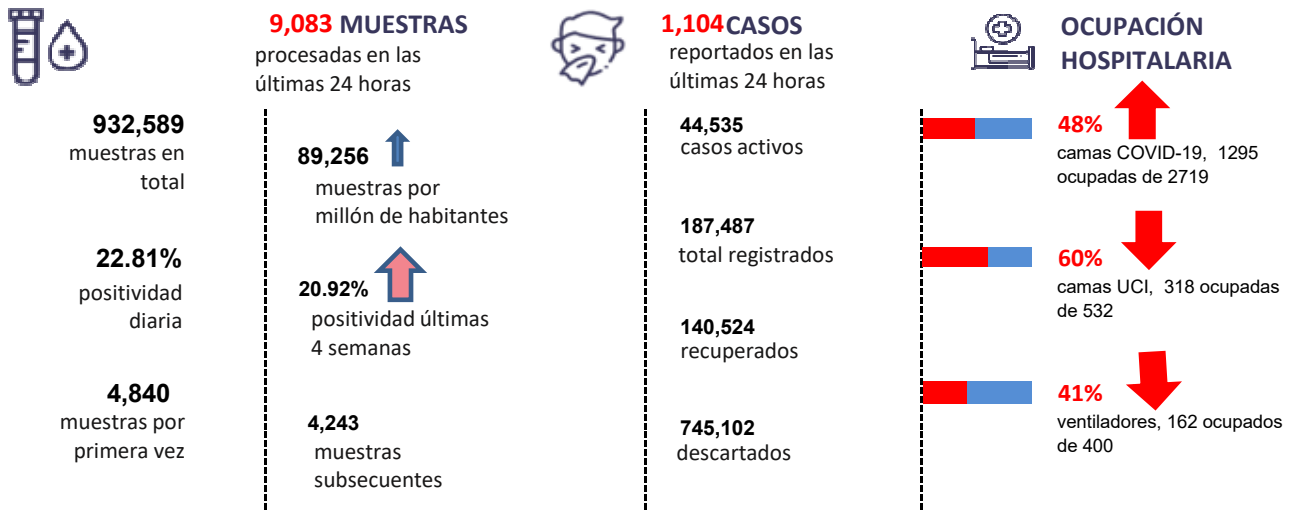 9,083 MUESTRAS
procesadas en las
últimas 24 horas
932,589
muestras en
total
22.81%
positividad
diaria
4,840
muestras por
primera vez
89,256
muestras por
millón de habitantes
20.92%
positividad últimas
4 semanas
4,243
muestras
subsecuentes
1,104 CASOS
reportados en las
últimas 24 horas
44,535
casos activos
187,487
total registrados
140,524
recuperados
745,102
descartados
OCUPACIÓN
HOSPITALARIA
48%
camas COVID-19, 1295
ocupadas de 2719
60%
camas UCI, 318 ocupadas
de 532
41%
ventiladores, 162 ocupados
de 400